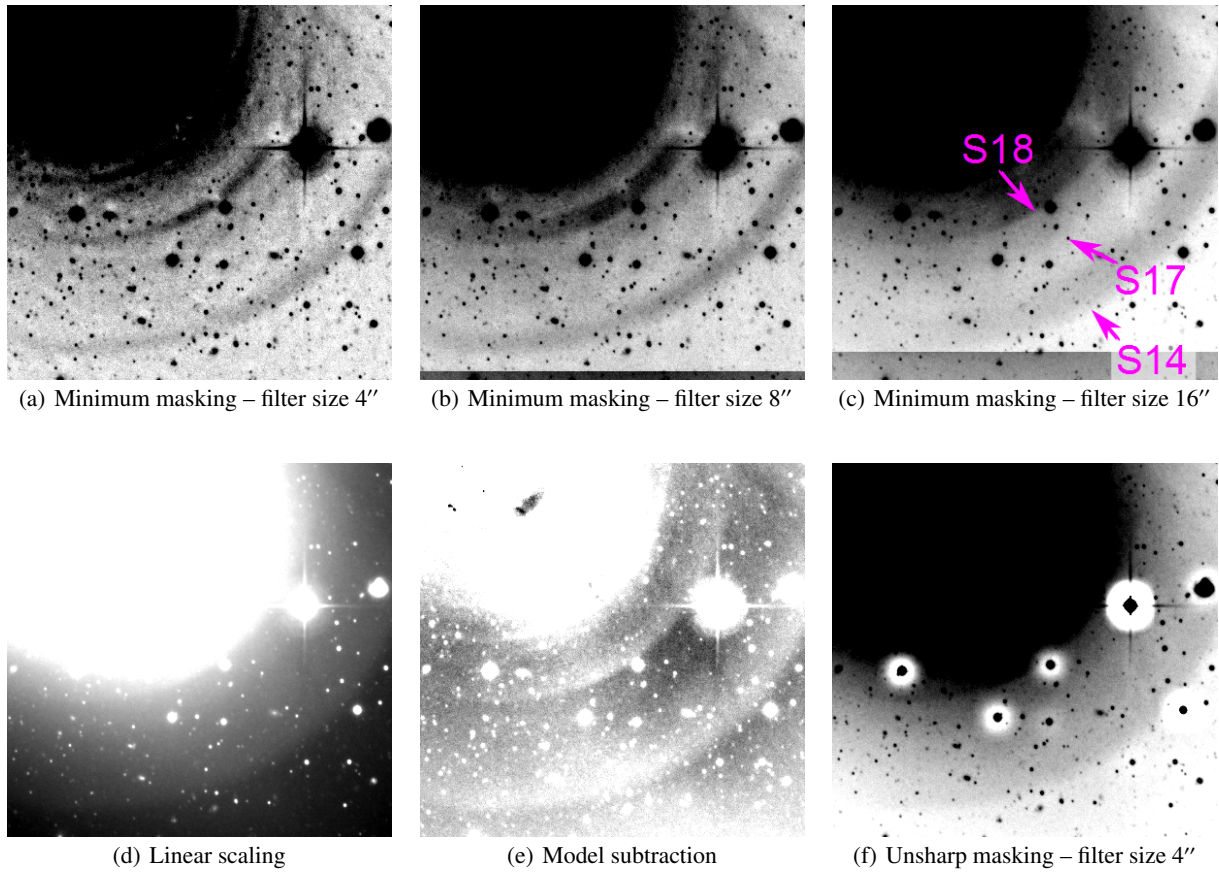 S18
S17
S14
(a) Minimum masking – filter size 4″
(b) Minimum masking – filter size 8″
(c) Minimum masking – filter size 16″
(d) Linear scaling
(e) Model subtraction
(f) Unsharp masking – filter size 4″